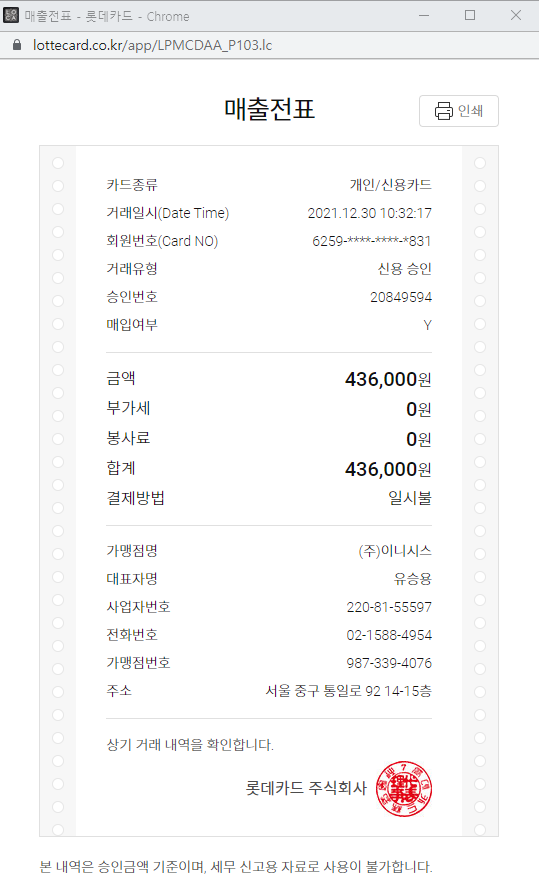 매출전표 - 롯데카드 - Chrome
lottecard.co.kr/app/LPMCDAA_P103.lc
매출전표
인쇄
카드종류 개인/신용카드
거래일시(Date Time) 2021.12.30 10:32:17
회원번호(Card NO) 6259-****-****-*831
거래유형 신용 승인
승인번호 20849594
매입여부 Y
금액 436,000원
부가세 0원
봉사료 0원
합계 436,000원
결제방법 일시불
가맹점명 (주)이니시스
대표자명 유승용
사업자번호 220-81-55597
전화번호 02-1588-4954
가맹점번호 987-339-4076
주소 서울 중구 통일로 92 14-15층
상기 거래 내역을 확인합니다.
롯데카드 주식회사
본 내역은 승인금액 기준이며, 세무 신고용 자료로 사용이 불가합니다.